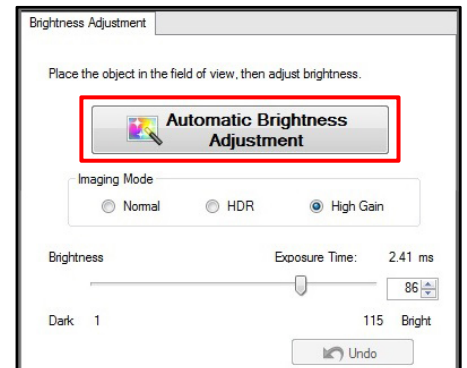 Brightness Adjustment
Place the object in the field of view, then adjust brightness.
Automatic Brightness
Adjustment
Imaging Mode
Normal HDR High Gain
Brightness Exposure Time: 2.41 ms
86
Dark 1 115 Bright
Undo